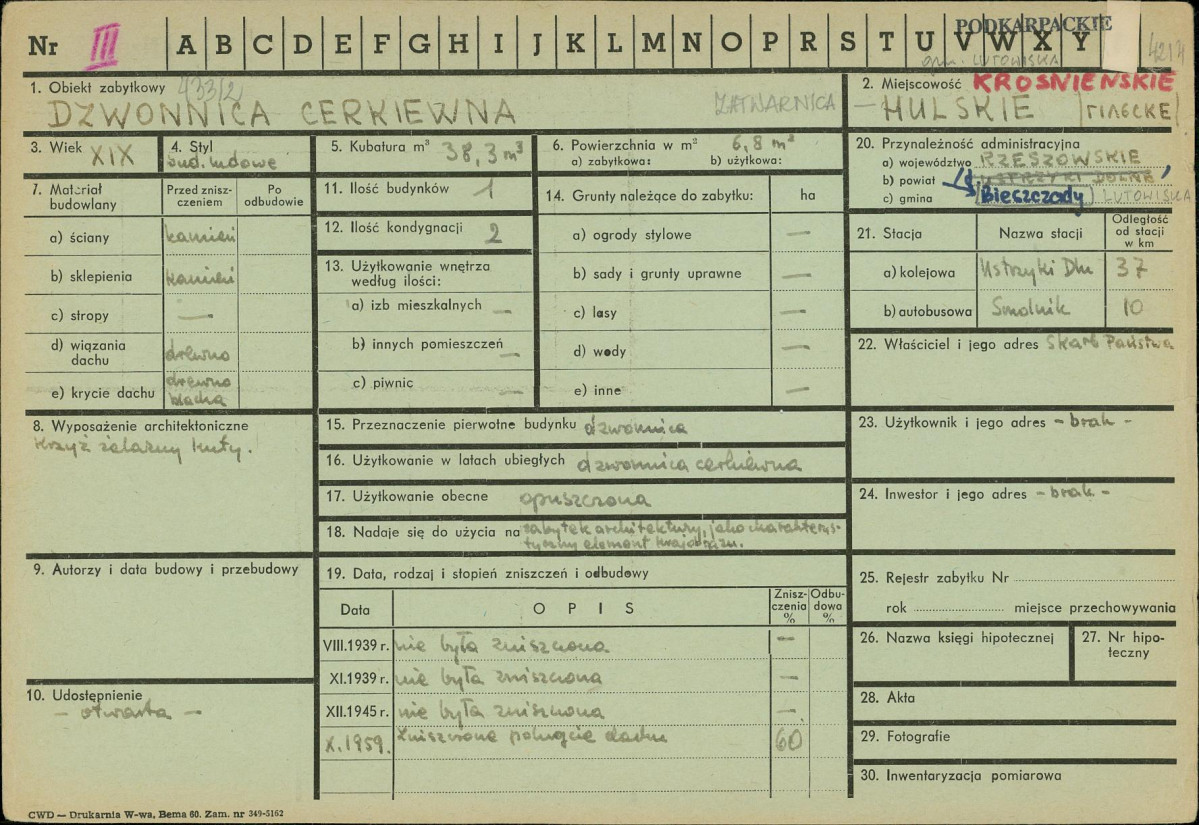 Nr III A B C D E F G H I J K L M N O P R S T U V W X Y
PODKARPACKIE
gm. LUTOWISKA
1. Obiekt zabytkowy 433/2/
DZWONNICA CERKIEWNA
ZATWARNICA
2. Miejscowość KROŚNIEŃSKIE
HULSKIE
3. Wiek XIX
4. Styl
bud. ludowe
5. Kubatura m³ 38,3 m³
6. Powierzchnia w m² 6,8 m²
a) zabytkowa: b) użytkowa:
20. Przynależność administracyjna
a) województwo RZESZOWSKIE
b) powiat USTRZYKI DOLNE
c) gmina Bieszczady LUTOWISKA
7. Materiał budowlany
Przed zniszczeniem
Po odbudowie
a) ściany kamień
b) sklepienia kamień
c) stropy —
d) wiązania dachu drewno
e) krycie dachu drewno blacha
11. Ilość budynków 1
12. Ilość kondygnacji 2
13. Użytkowanie wnętrza
według ilości:
a) izb mieszkalnych —
b) innych pomieszczeń —
c) piwnic —
14. Grunty należące do zabytku: ha
a) ogrody stylowe —
b) sady i grunty uprawne —
c) lasy —
d) wody —
e) inne —
21. Stacja Nazwa stacji Odległość od stacji w km
a) kolejowa Ustrzyki Dln 37
b) autobusowa Smolnik 10
22. Właściciel i jego adres Skarb Państwa
8. Wyposażenie architektoniczne
Krzyż żelazny kuty.
15. Przeznaczenie pierwotne budynku dzwonnica
16. Użytkowanie w latach ubiegłych dzwonnica cerkiewna
17. Użytkowanie obecne opuszczona
18. Nadaje się do użycia na zabytek architektury, jako charakterys-
tyczny element krajobrazu.
23. Użytkownik i jego adres - brak -
24. Inwestor i jego adres - brak -
9. Autorzy i data budowy i przebudowy
10. Udostępnienie
- otwarta -
19. Data, rodzaj i stopień zniszczeń i odbudowy
Data OPIS Zniszczenia % Odbudowa %
VIII.1939 r. nie była zniszczona —
XI.1939 r. nie była zniszczona —
XII.1945 r. nie była zniszczona —
X.1959. zniszczone pokrycie dachu 60
25. Rejestr zabytku Nr
rok miejsce przechowywania
26. Nazwa księgi hipotecznej
27. Nr hipoteczny
28. Akta
29. Fotografie
30. Inwentaryzacja pomiarowa
CWD — Drukarnia W-wa, Bema 60. Zam. nr 349-5162